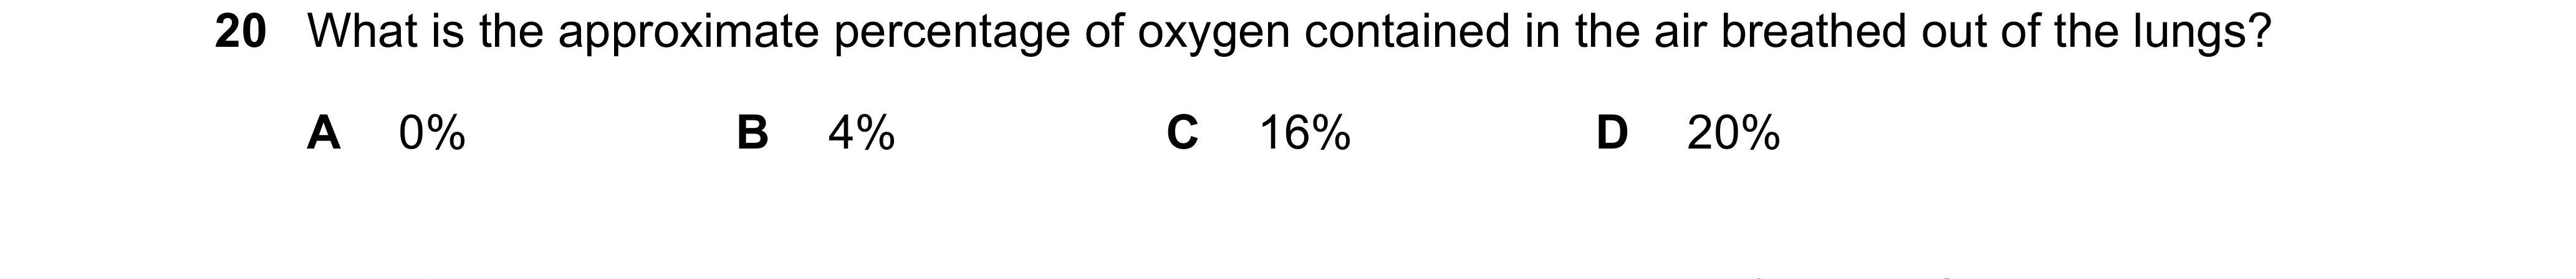 20 What is the approximate percentage of oxygen contained in the air breathed out of the lungs?
A 0% B 4% C 16% D 20%